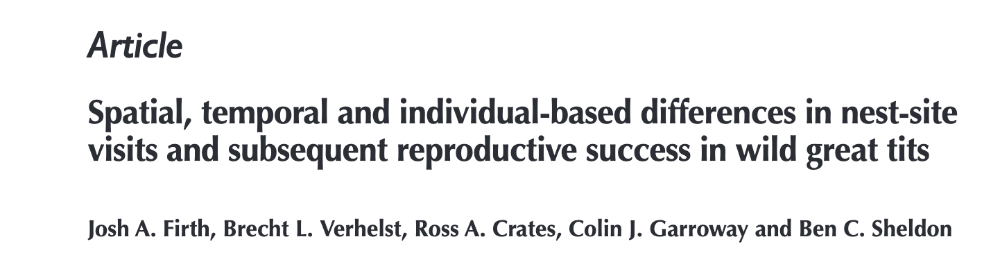 Article
Spatial, temporal and individual-based differences in nest-site
visits and subsequent reproductive success in wild great tits
Josh A. Firth, Brecht L. Verhelst, Ross A. Crates, Colin J. Garroway and Ben C. Sheldon